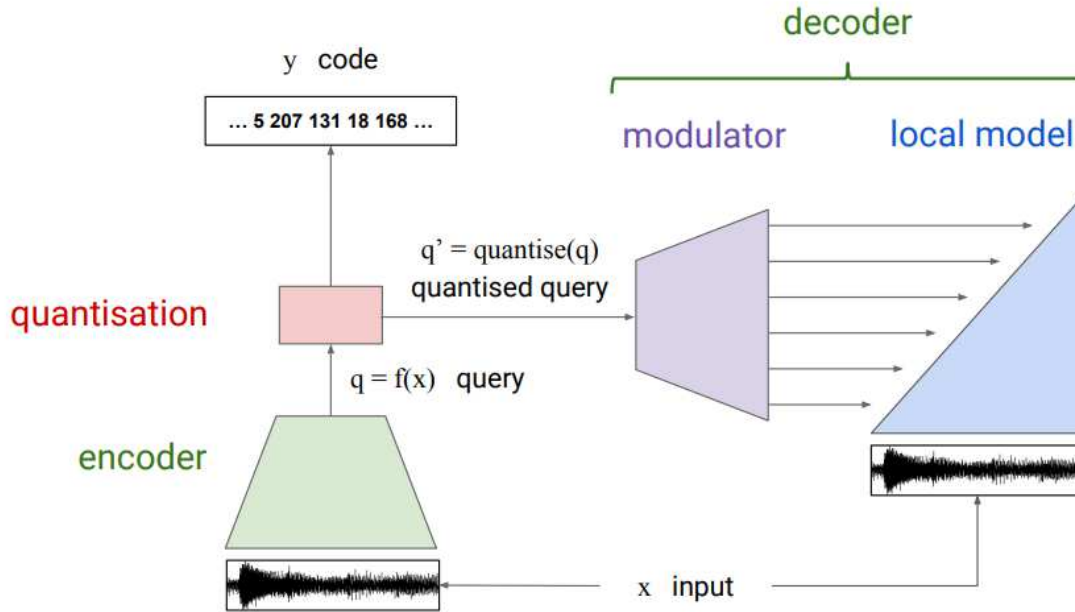 decoder
y code
... 5 207 131 18 168 ...
modulator
local model
q’ = quantise(q)
quantised query
quantisation
q = f(x) query
encoder
x input